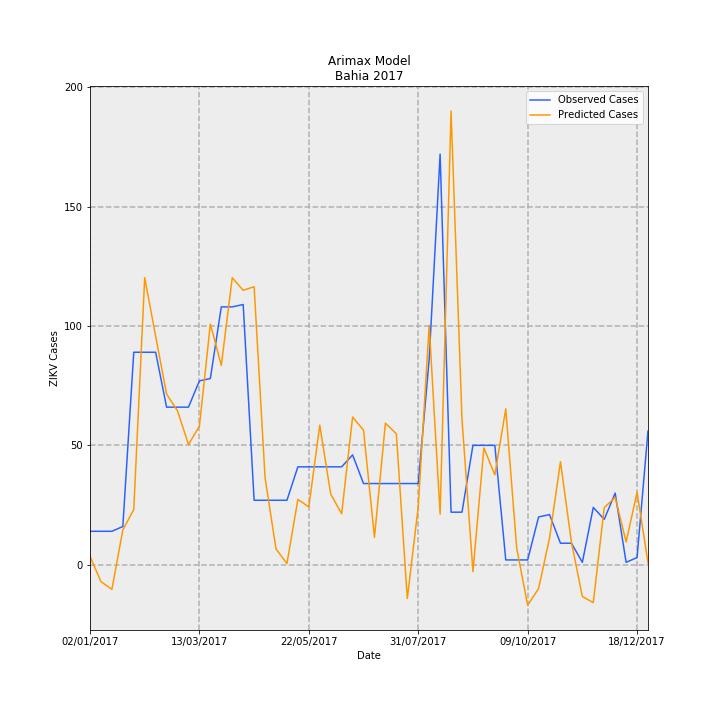 Arimax Model
Bahia 2017
Observed Cases
Predicted Cases
ZIKV Cases
200
150
100
50
0
02/01/2017
13/03/2017
22/05/2017
31/07/2017
09/10/2017
18/12/2017
Date